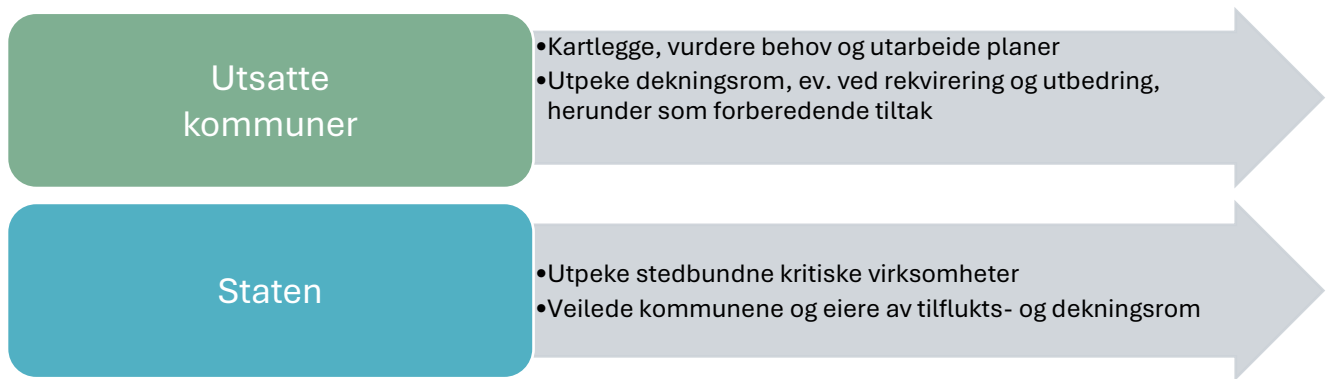 Utsatte
kommuner
•Kartlegge, vurdere behov og utarbeide planer
•Utpeke dekningsrom, ev. ved rekvirering og utbedring,
herunder som forberedende tiltak
Staten
•Utpeke stedbundne kritiske virksomheter
•Veilede kommunene og eiere av tilflukts- og dekningsrom